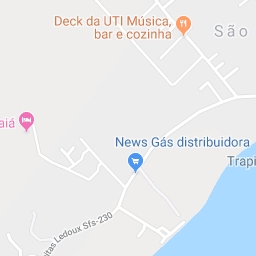 Deck da UTI Música,
bar e cozinha
São
aiá
News Gás distribuidora
Trapi
itas Ledoux Sfs-230